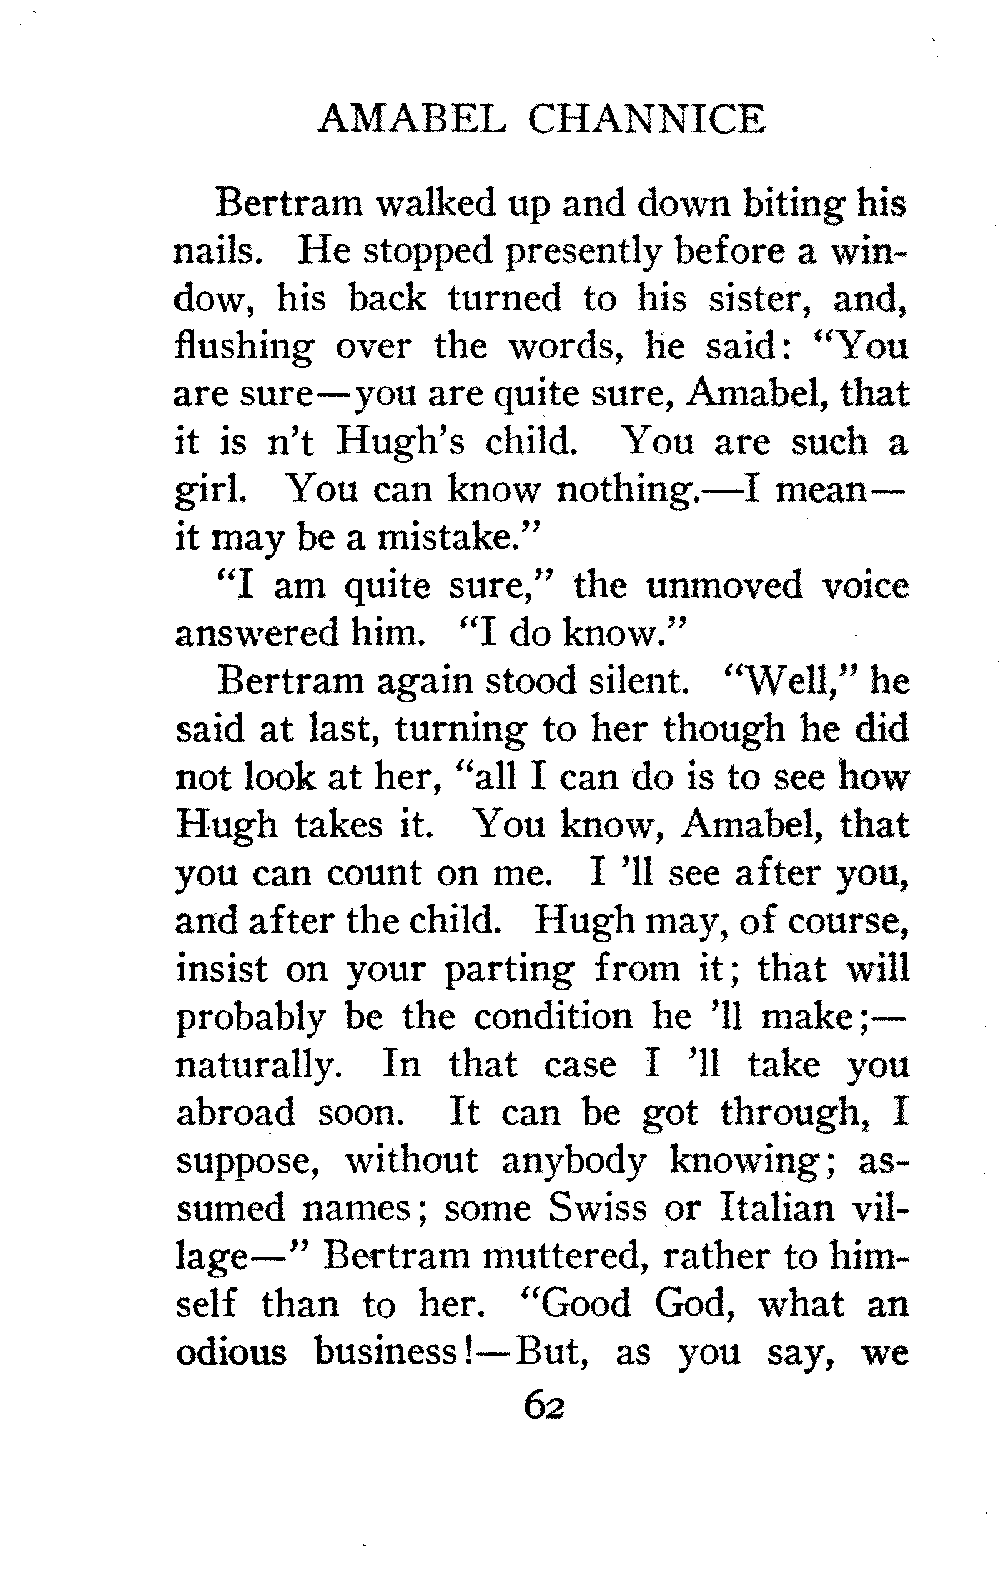 AMABEL CHANNICE
Bertram walked up and down biting his
nails. He stopped presently before a win-
dow, his back turned to his sister, and,
flushing over the words, he said: “You
are sure—you are quite sure, Amabel, that
it is n’t Hugh’s child. You are such a
girl. You can know nothing.—I mean—
it may be a mistake.”
“I am quite sure,” the unmoved voice
answered him. “I do know.”
Bertram again stood silent. “Well,” he
said at last, turning to her though he did
not look at her, “all I can do is to see how
Hugh takes it. You know, Amabel, that
you can count on me. I ’ll see after you,
and after the child. Hugh may, of course,
insist on your parting from it; that will
probably be the condition he ’ll make;—
naturally. In that case I ’ll take you
abroad soon. It can be got through, I
suppose, without anybody knowing; as-
sumed names; some Swiss or Italian vil-
lage—” Bertram muttered, rather to him-
self than to her. “Good God, what an
odious business!—But, as you say, we
62